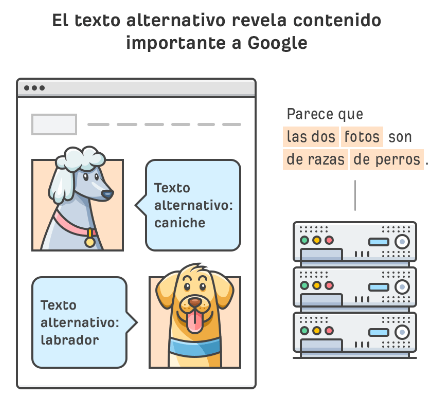 El texto alternativo revela contenido
importante a Google
Texto
alternativo:
caniche
Texto
alternativo:
labrador
Parece que
las dos fotos son
de razas de perros.